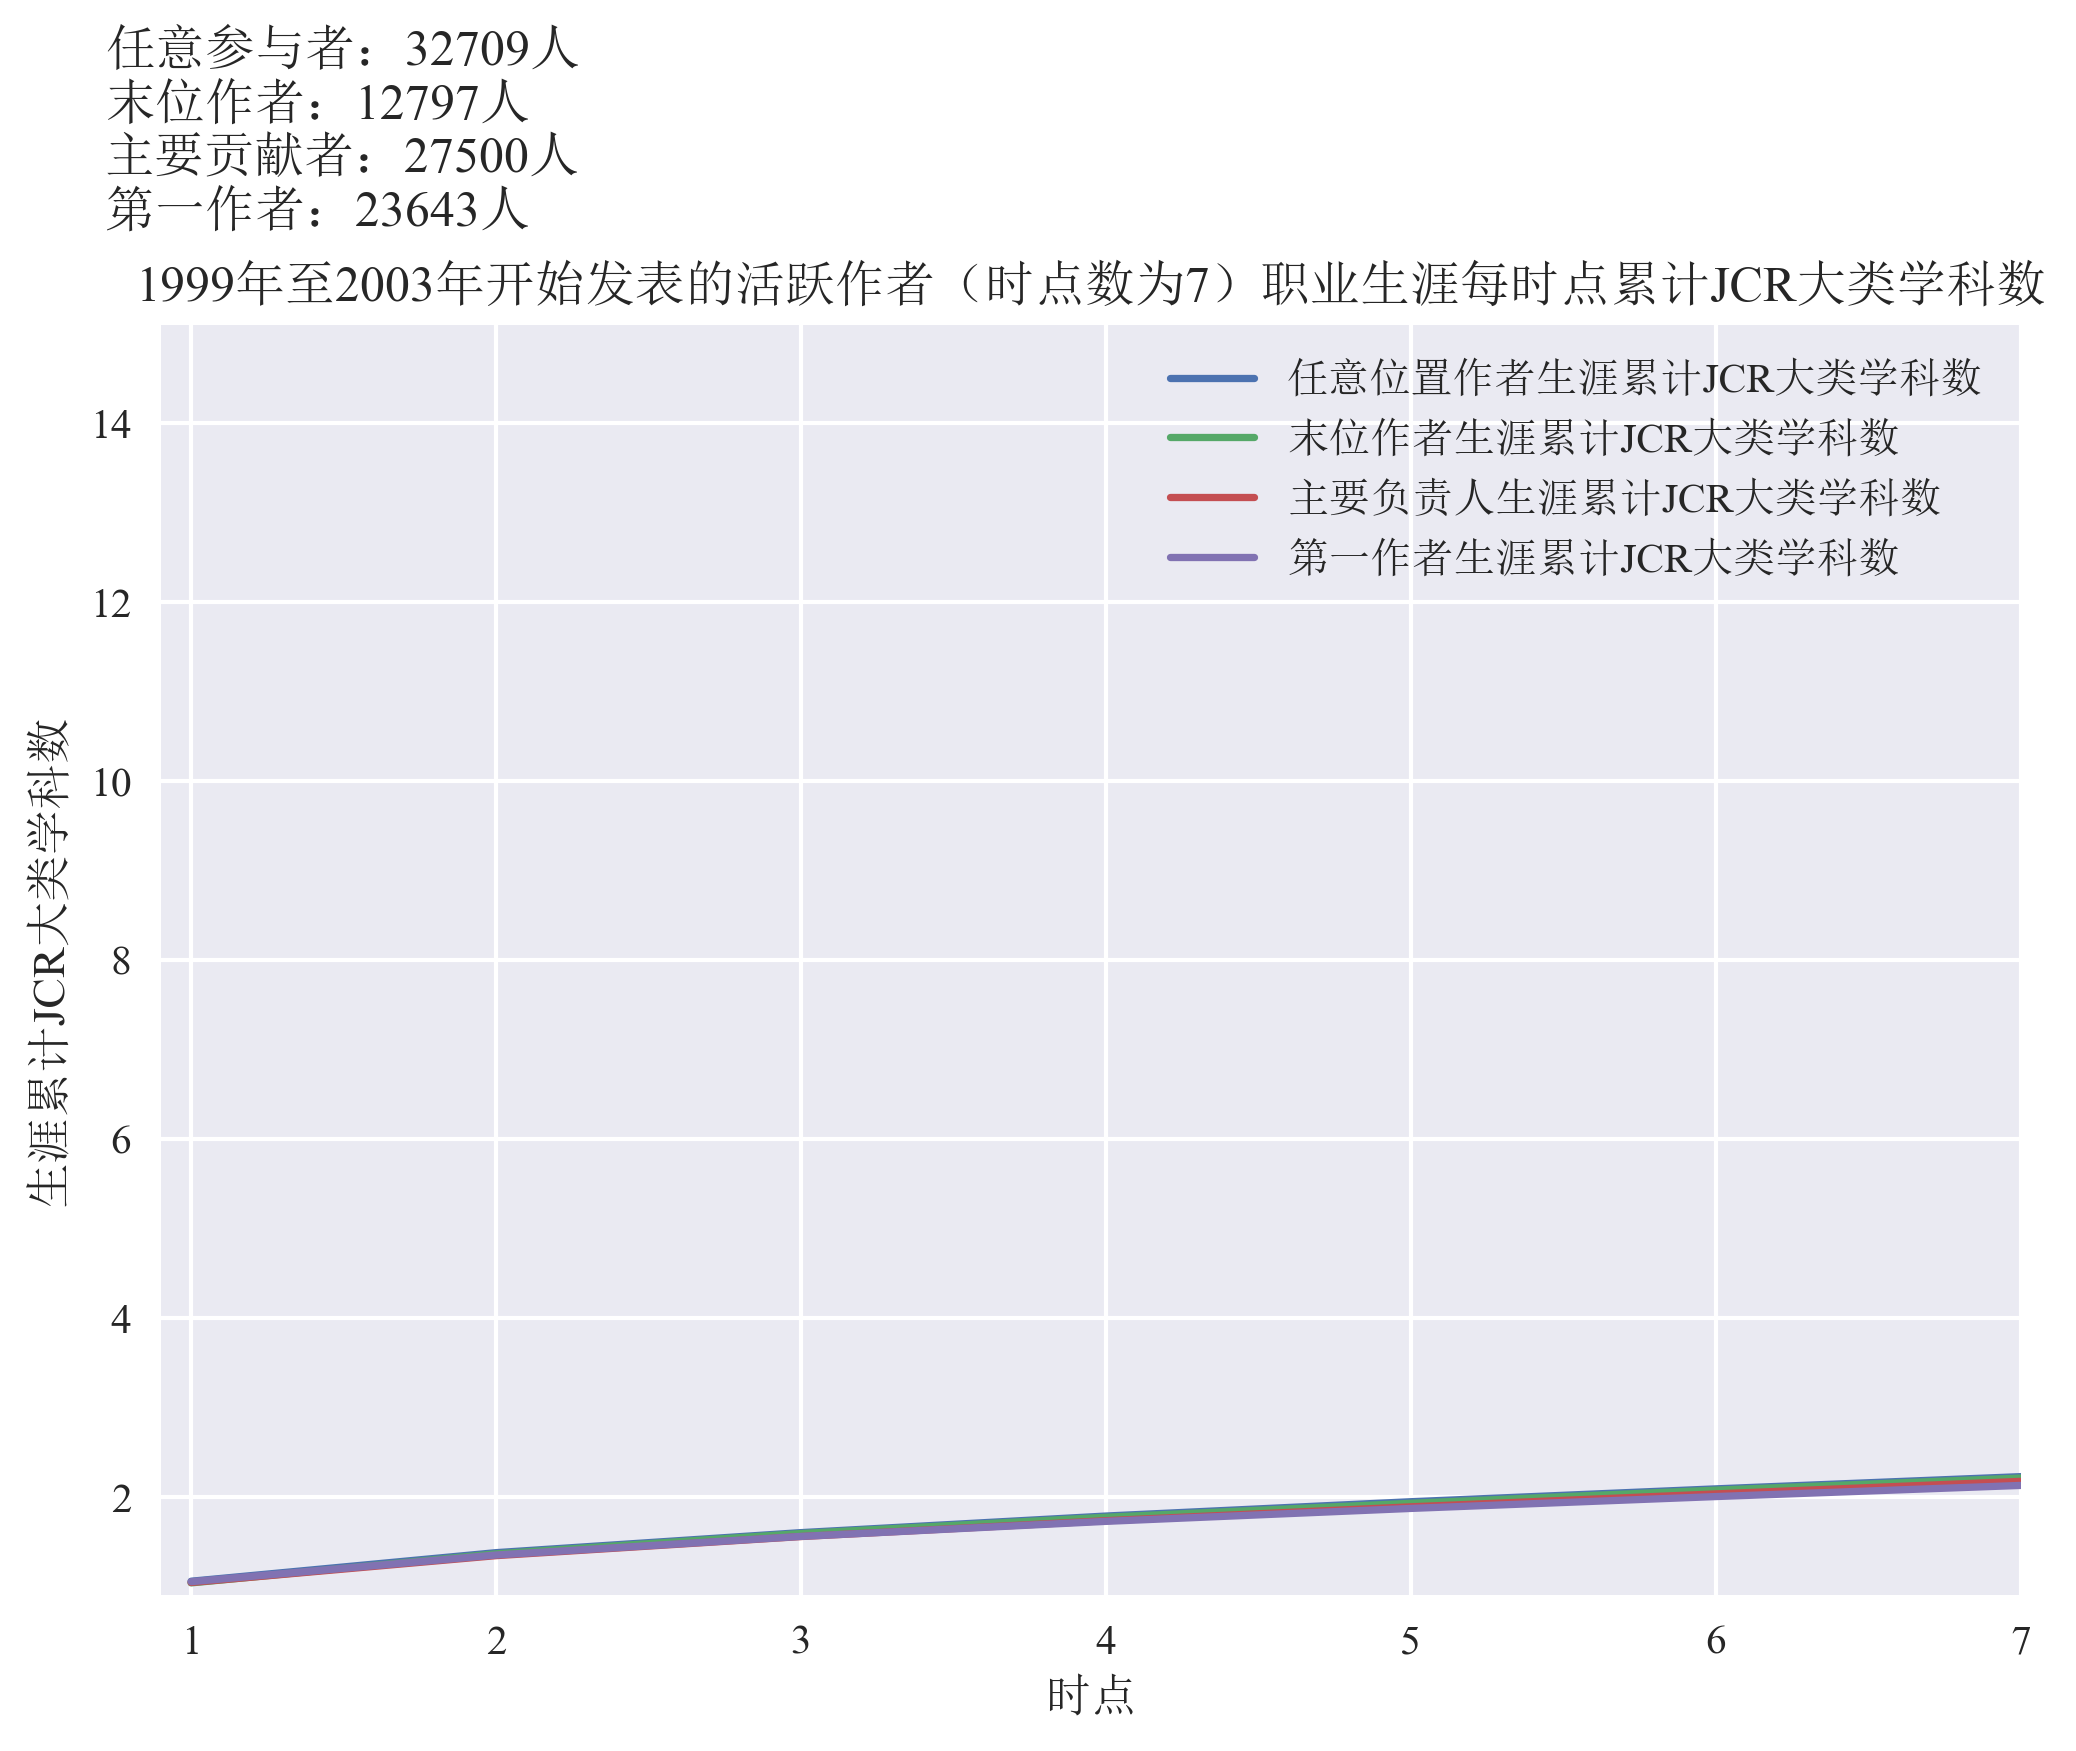 任意参与者：32709人
末位作者：12797人
主要贡献者：27500人
第一作者：23643人
1999年至2003年开始发表的活跃作者（时点数为7）职业生涯每时点累计JCR大类学科数
任意位置作者生涯累计JCR大类学科数
末位作者生涯累计JCR大类学科数
主要负责人生涯累计JCR大类学科数
第一作者生涯累计JCR大类学科数
生涯累计JCR大类学科数
14
12
10
8
6
4
2
1 2 3 4 5 6 7
时点